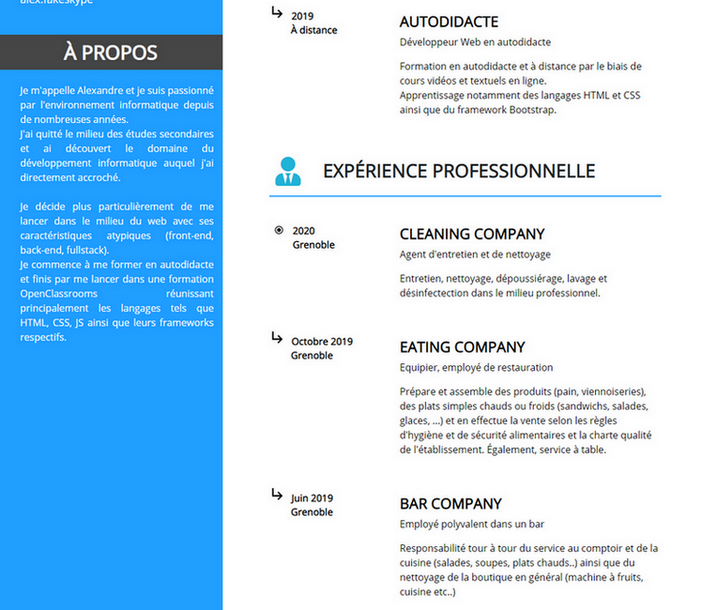 alex.fakeskype
À PROPOS
Je m'appelle Alexandre et je suis passionné
par l'environnement informatique depuis
de nombreuses années.
J'ai quitté le milieu des études secondaires
et ai découvert le domaine du
développement informatique auquel j'ai
directement accroché.
Je décide plus particulièrement de me
lancer dans le milieu du web avec ses
caractéristiques atypiques (front-end,
back-end, fullstack).
Je commence à me former en autodidacte
et finis par me lancer dans une formation
OpenClassrooms réunissant
principalement les langages tels que
HTML, CSS, JS ainsi que leurs frameworks
respectifs.
2019
À distance
AUTODIDACTE
Développeur Web en autodidacte
Formation en autodidacte et à distance par le biais de
cours vidéos et textuels en ligne.
Apprentissage notamment des langages HTML et CSS
ainsi que du framework Bootstrap.
EXPÉRIENCE PROFESSIONNELLE
2020
Grenoble
CLEANING COMPANY
Agent d'entretien et de nettoyage
Entretien, nettoyage, dépoussiérage, lavage et
désinfectection dans le milieu professionnel.
Octobre 2019
Grenoble
EATING COMPANY
Equipier, employé de restauration
Prépare et assemble des produits (pain, viennoiseries),
des plats simples chauds ou froids (sandwichs, salades,
glaces, ...) et en effectue la vente selon les règles
d'hygiène et de sécurité alimentaires et la charte qualité
de l'établissement. Également, service à table.
Juin 2019
Grenoble
BAR COMPANY
Employé polyvalent dans un bar
Responsabilité tour à tour du service au comptoir et de la
cuisine (salades, soupes, plats chauds..) ainsi que du
nettoyage de la boutique en général (machine à fruits,
cuisine etc..)